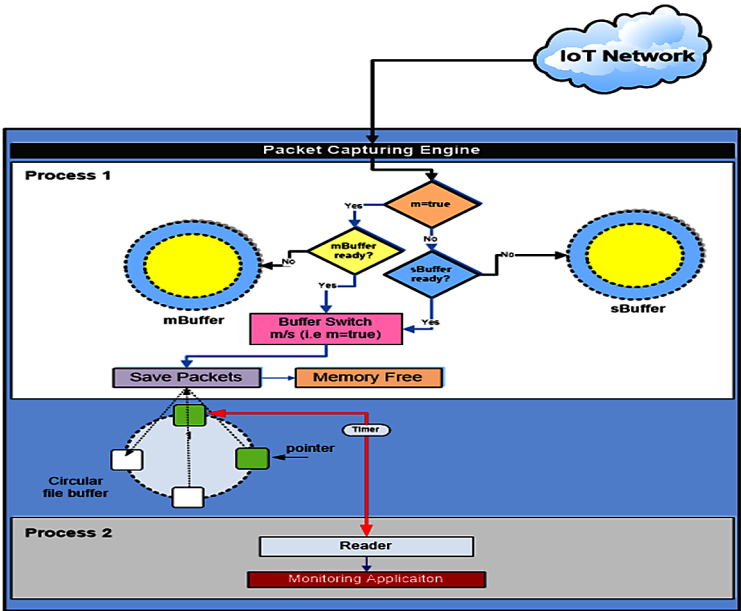 IoT Network
Packet Capturing Engine
Process 1
m=true
Yes
No
mBuffer
ready?
sBuffer
ready?
No
No
mBuffer
sBuffer
Yes
Yes
Buffer Switch
m/s (i.e m=true)
Save Packets
Memory Free
1
Timer
pointer
Circular
file buffer
Process 2
Reader
Monitoring Applicaiton